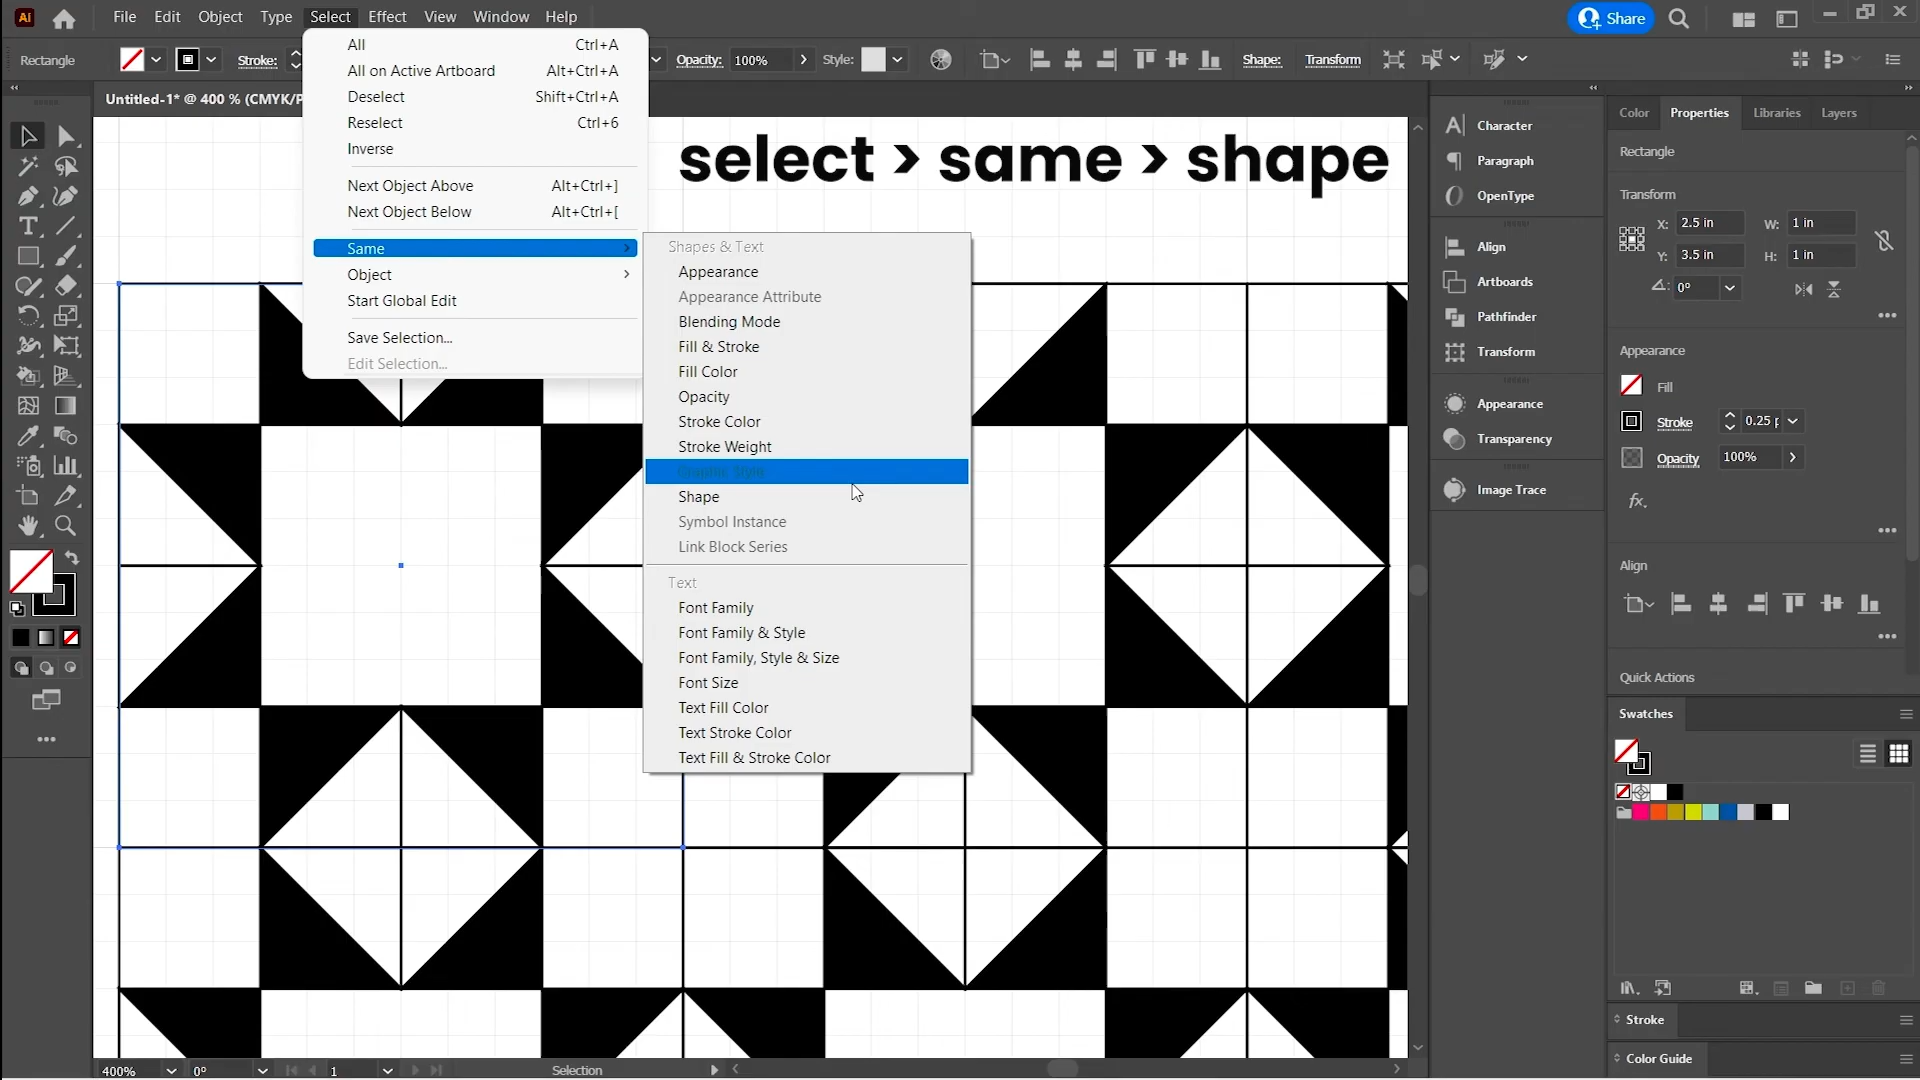 Ai
File Edit Object Type Select Effect View Window Help
Share
Rectangle
Stroke:
Opacity: 100%
Style:
Shape:
Transform
Untitled-1* @ 400 % (CMYK/P
All Ctrl+A
All on Active Artboard Alt+Ctrl+A
Deselect Shift+Ctrl+A
Reselect Ctrl+6
Inverse
Next Object Above Alt+Ctrl+]
Next Object Below Alt+Ctrl+[
Same
Object
Start Global Edit
Save Selection...
Edit Selection...
select > same > shape
Shapes & Text
Appearance
Appearance Attribute
Blending Mode
Fill & Stroke
Fill Color
Opacity
Stroke Color
Stroke Weight
Graphic Style
Shape
Symbol Instance
Link Block Series
Text
Font Family
Font Family & Style
Font Family, Style & Size
Font Size
Text Fill Color
Text Stroke Color
Text Fill & Stroke Color
Character
Paragraph
OpenType
Align
Artboards
Pathfinder
Transform
Appearance
Transparency
Image Trace
Color Properties Libraries Layers
Rectangle
Transform
X: 2.5 in W: 1 in
Y: 3.5 in H: 1 in
0°
Appearance
Fill
Stroke 0.25 p
Opacity 100%
fx.
Align
Quick Actions
Swatches
Stroke
Color Guide
400% 0° 1 Selection